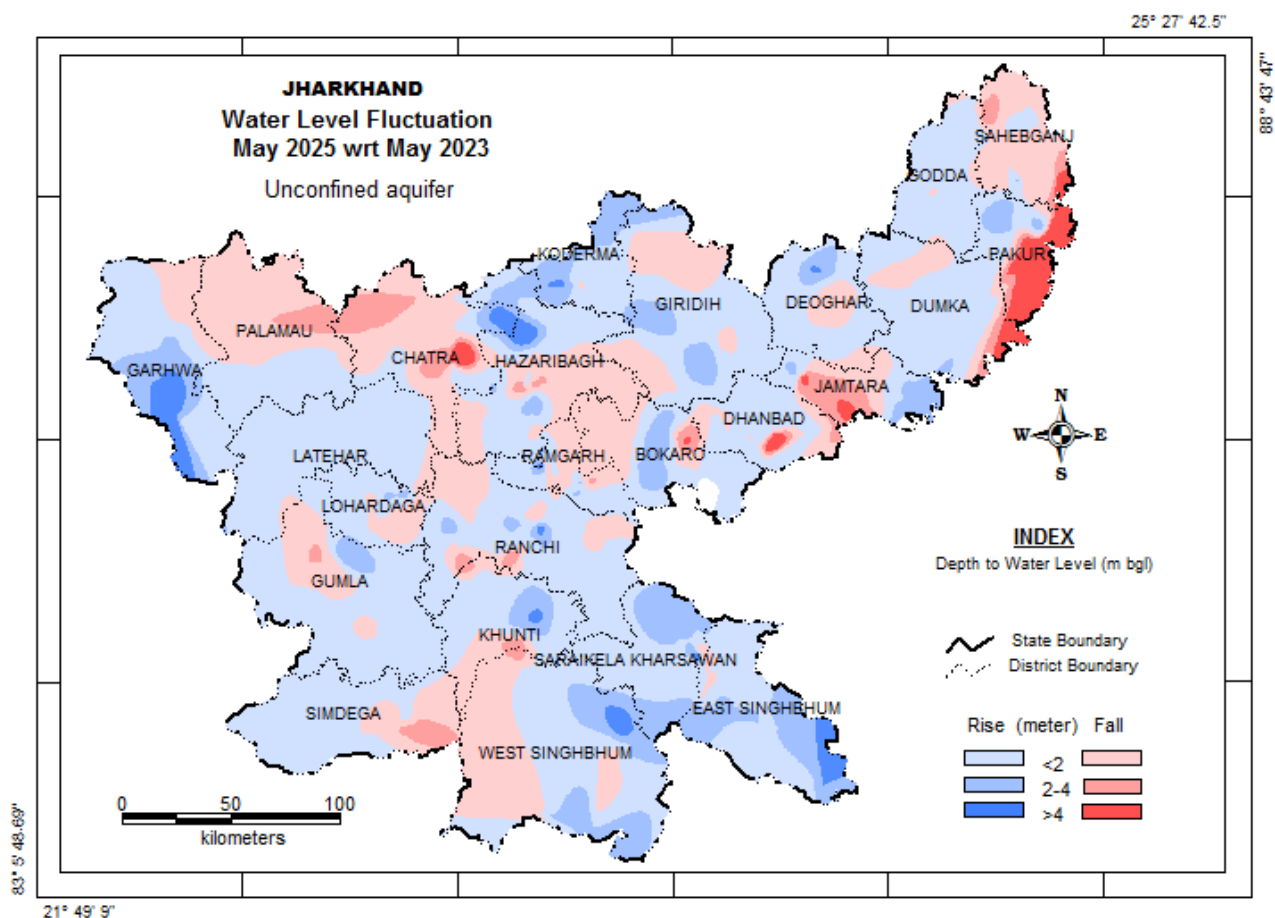 25° 27' 42.5"
88° 43' 47"
JHARKHAND
Water Level Fluctuation
May 2025 wrt May 2023
Unconfined aquifer
SAHEBGANJ
GODDA
KODERMA
PAKUR
GIRIDIH
DEOGHAR
DUMKA
PALAMAU
CHATRA
HAZARIBAGH
GARHWA
JAMTARA
DHANBAD
LATEHAR
RAMGARH
BOKARO
LOHARDAGA
RANCHI
GUMLA
KHUNTI
SARAIKELA KHARSAWAN
SIMDEGA
EAST SINGHBHUM
WEST SINGHBHUM
N
W E
S
INDEX
Depth to Water Level (m bgl)
State Boundary
District Boundary
Rise (meter) Fall
<2
2-4
>4
0 50 100
kilometers
83° 5' 48.69"
21° 49' 9"